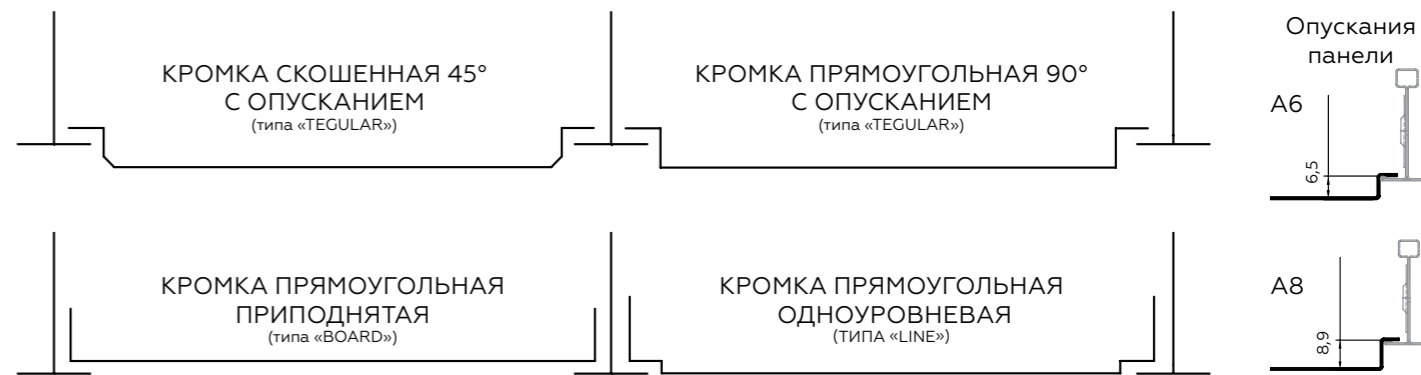 КРОМКА СКОШЕННАЯ 45°
С ОПУСКАНИЕМ
(типа «TEGULAR»)
КРОМКА ПРЯМОУГОЛЬНАЯ 90°
С ОПУСКАНИЕМ
(типа «TEGULAR»)
Опускания
панели
А6
6,5
КРОМКА ПРЯМОУГОЛЬНАЯ
ПРИПОДНЯТАЯ
(типа «BOARD»)
КРОМКА ПРЯМОУГОЛЬНАЯ
ОДНОУРОВНЕВАЯ
(ТИПА «LINE»)
А8
8,9